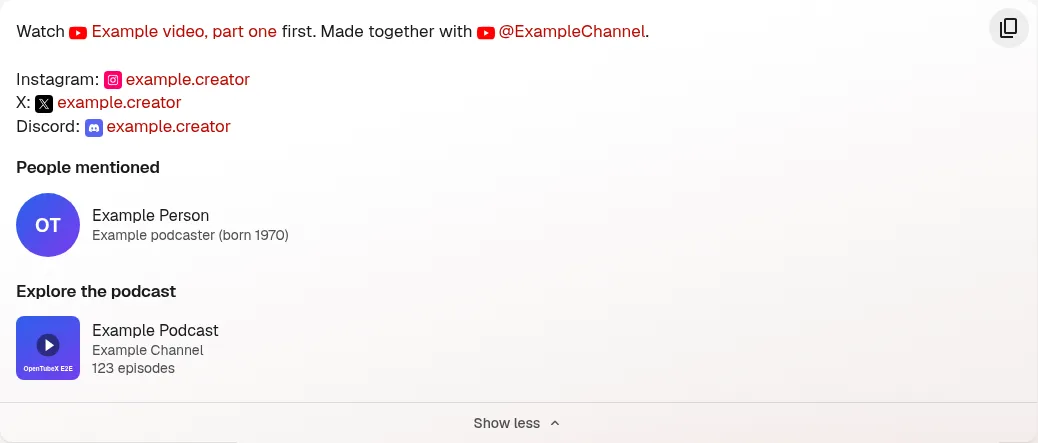 Watch Example video, part one first. Made together with @ExampleChannel.
Instagram: example.creator
X: example.creator
Discord: example.creator
People mentioned
OT
Example Person
Example podcaster (born 1970)
Explore the podcast
OpenTubeX E2E
Example Podcast
Example Channel
123 episodes
Show less